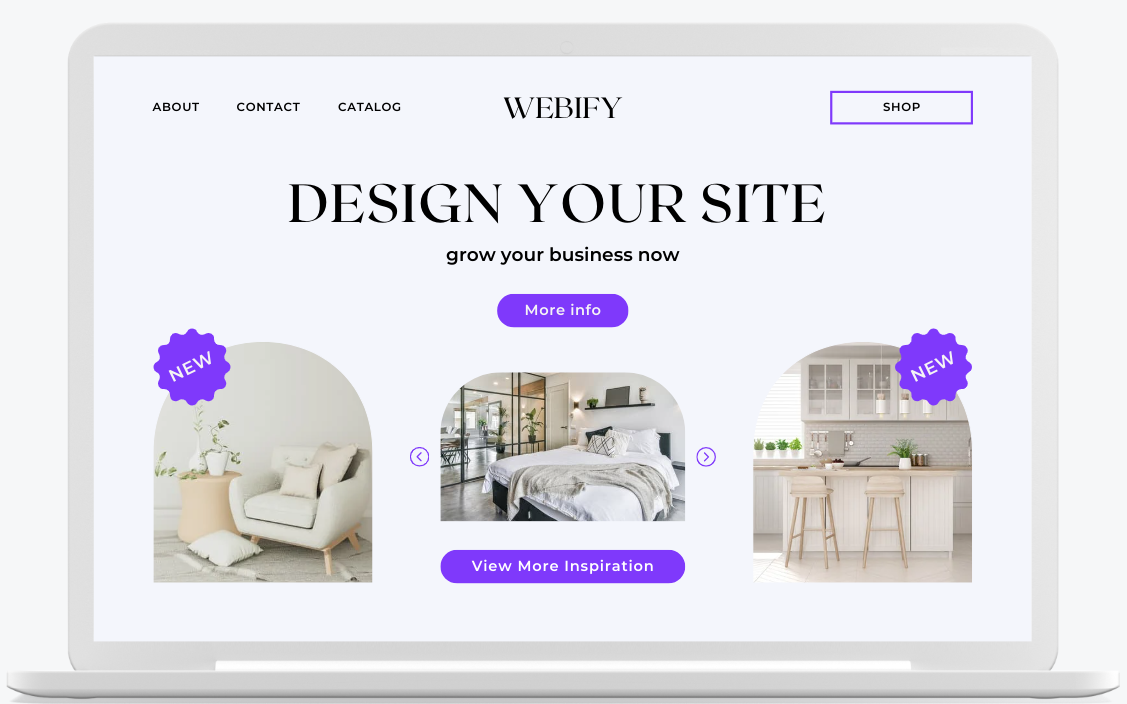 ABOUT CONTACT CATALOG WEBIFY SHOP
DESIGN YOUR SITE
grow your business now
More info
NEW
NEW
View More Inspiration